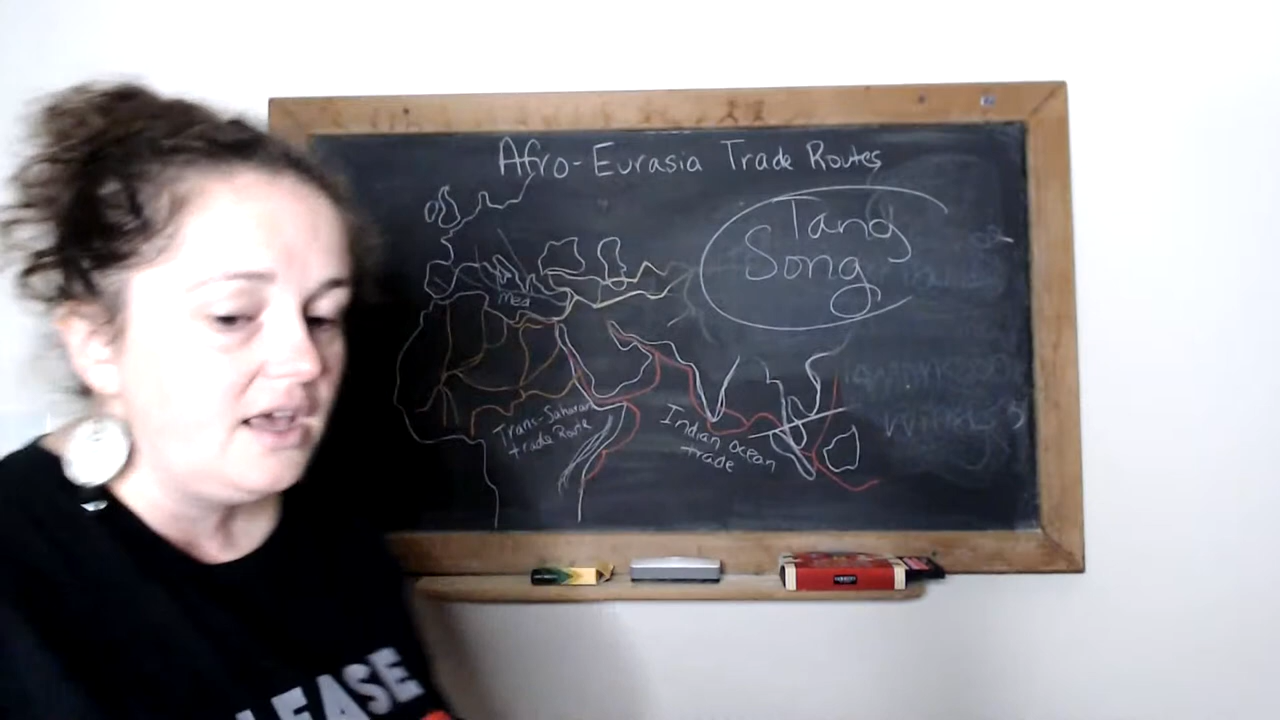 Afro-Eurasia Trade Routes
Tang
Song
Med
Trans-Saharan
trade Route
Indian Ocean
trade
LEASE